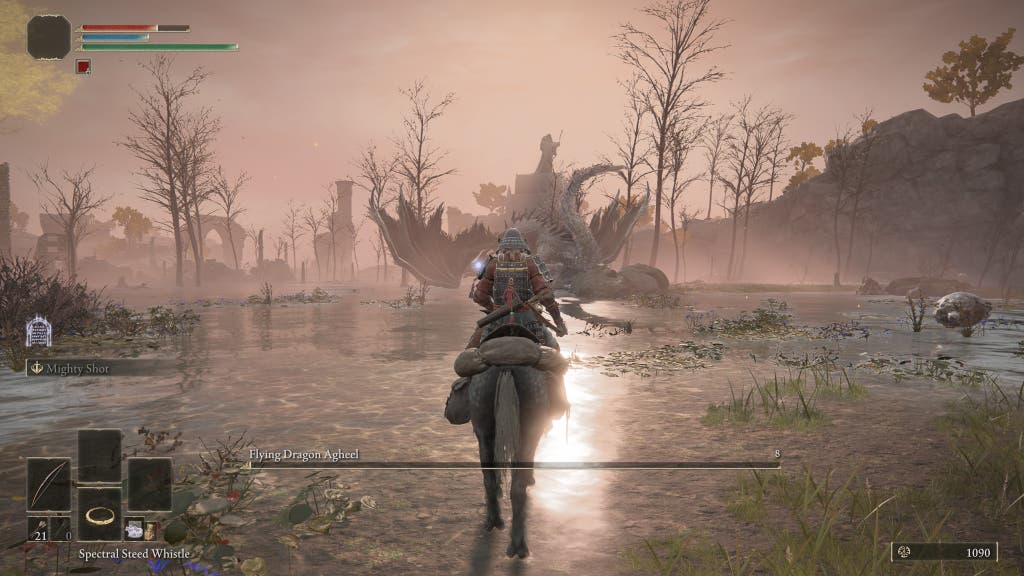 Mighty Shot
Flying Dragon Agheel
8
21
0
Spectral Steed Whistle
1090